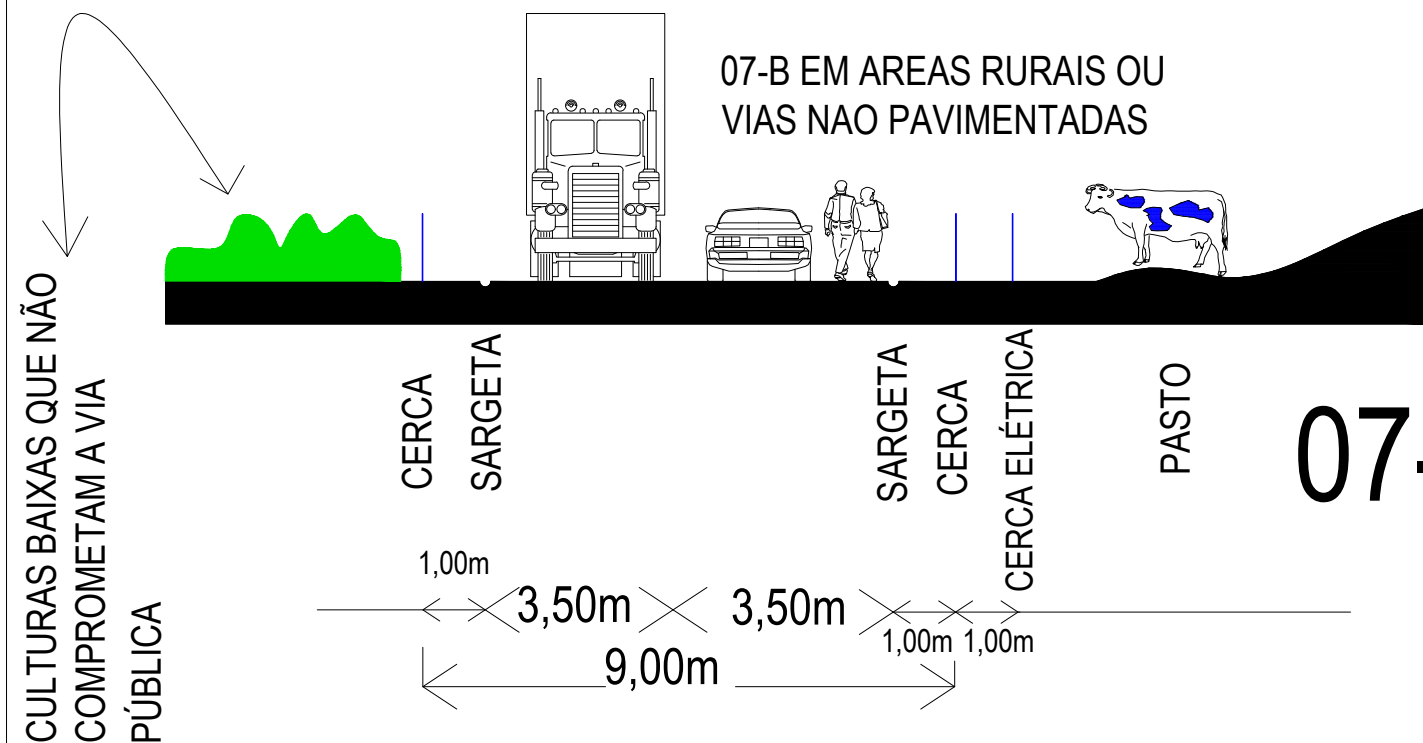 07-B EM AREAS RURAIS OU
VIAS NAO PAVIMENTADAS
CULTURAS BAIXAS QUE NÃO
COMPROMETAM A VIA
PÚBLICA
CERCA
SARGETA
SARGETA
CERCA
CERCA ELÉTRICA
PASTO
07-
1,00m
3,50m
3,50m
1,00m
1,00m
9,00m